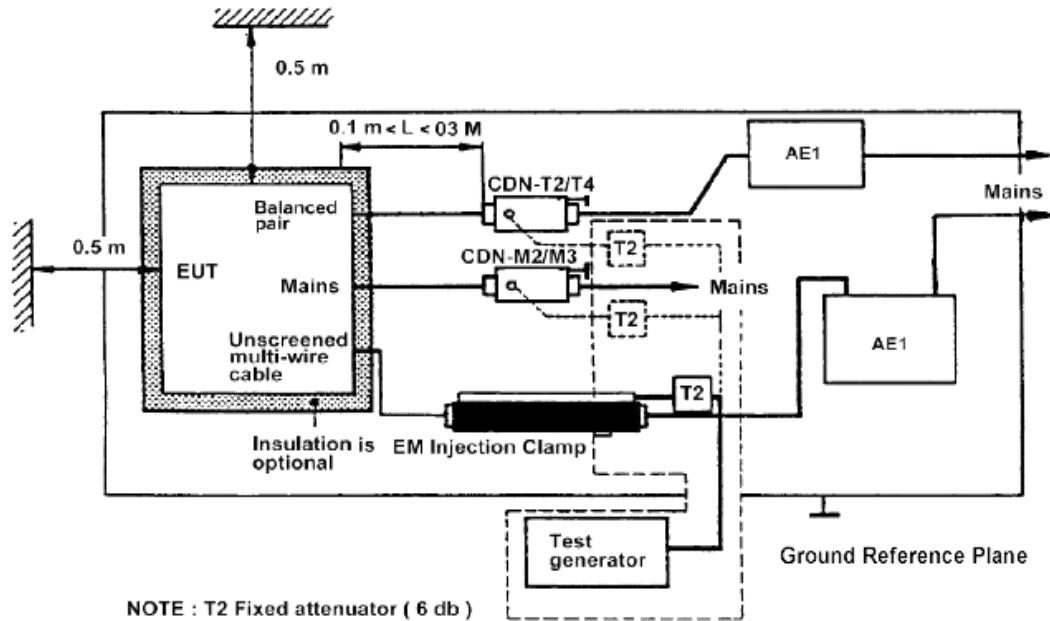 0.5 m
0.1 m < L < 03 M
AE1
CDN-T2/T4
Mains
Balanced
pair
T2
0.5 m
CDN-M2/M3
EUT
Mains
Mains
T2
AE1
Unscreened
multi-wire
cable
T2
Insulation is
optional
EM Injection Clamp
Test
generator
Ground Reference Plane
NOTE : T2 Fixed attenuator ( 6 db )